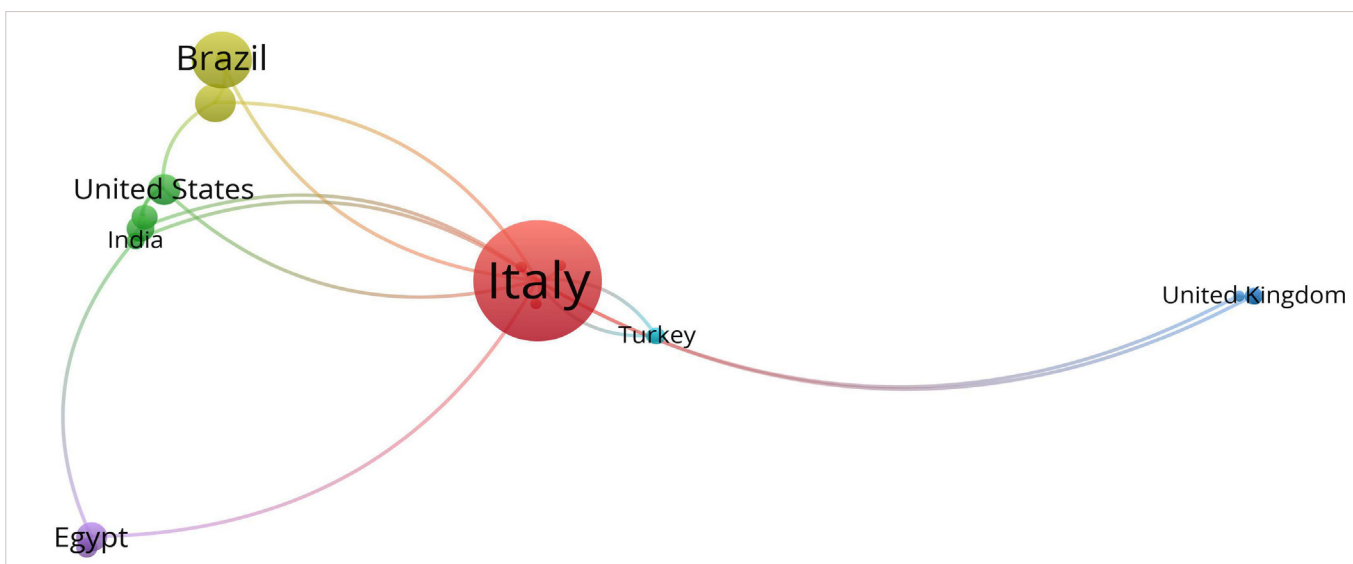 Brazil
United States
India
Italy
United Kingdom
Turkey
Egypt